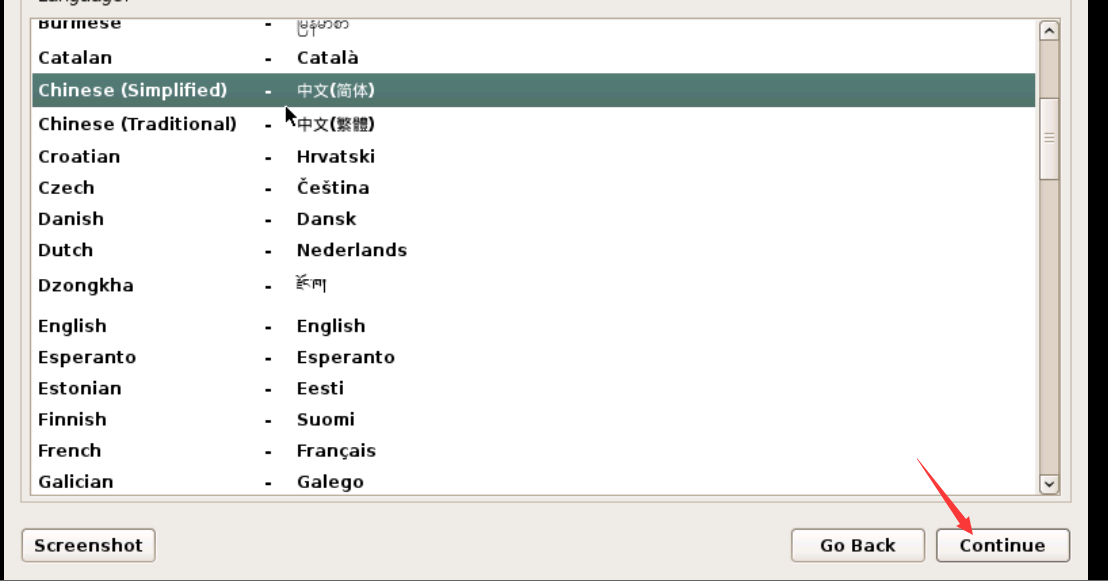 Language:
Burmese - မြန်မာစာ
Catalan - Català
Chinese (Simplified) - 中文(简体)
Chinese (Traditional) - 中文(繁體)
Croatian - Hrvatski
Czech - Čeština
Danish - Dansk
Dutch - Nederlands
Dzongkha - རྫོང་ཁ།
English - English
Esperanto - Esperanto
Estonian - Eesti
Finnish - Suomi
French - Français
Galician - Galego
Screenshot Go Back Continue